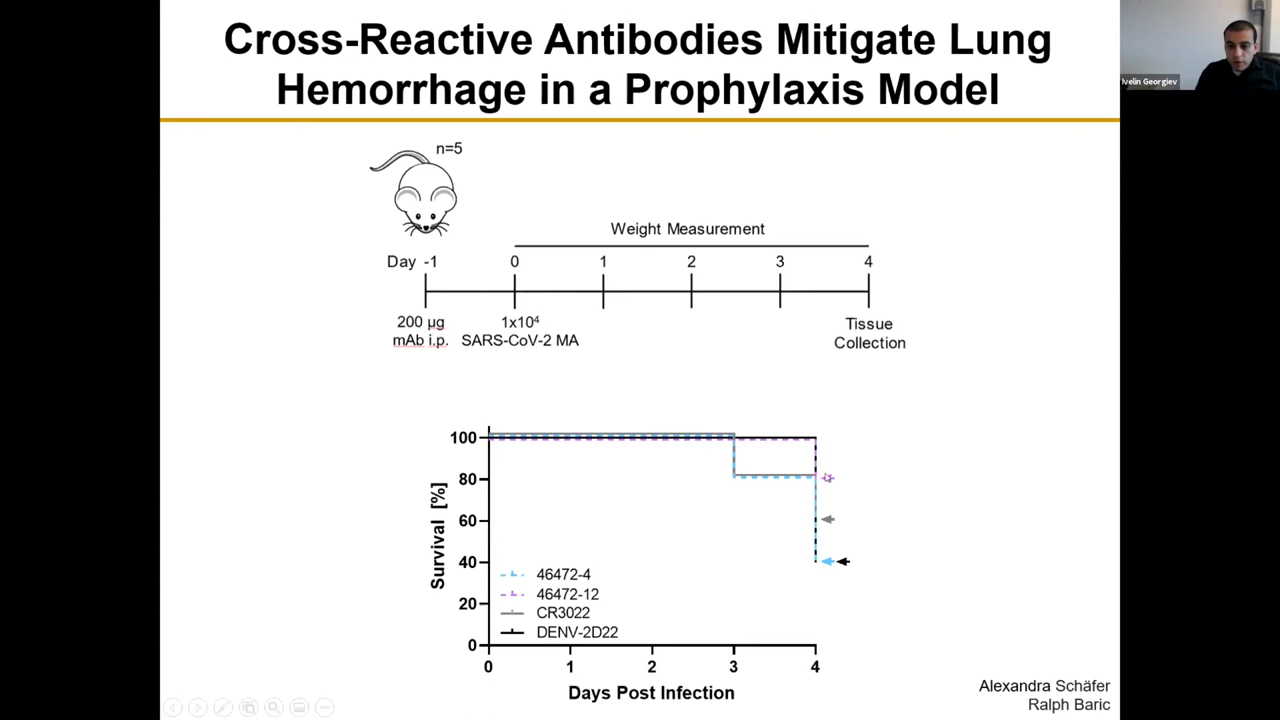 Cross-Reactive Antibodies Mitigate Lung
Hemorrhage in a Prophylaxis Model
Ivelin Georgiev
n=5
Weight Measurement
Day -1 0 1 2 3 4
200 µg
mAb i.p.
1x10⁴
SARS-CoV-2 MA
Tissue
Collection
Survival [%]
100
80
60
40
20
0
46472-4
46472-12
CR3022
DENV-2D22
0 1 2 3 4
Days Post Infection
Alexandra Schäfer
Ralph Baric